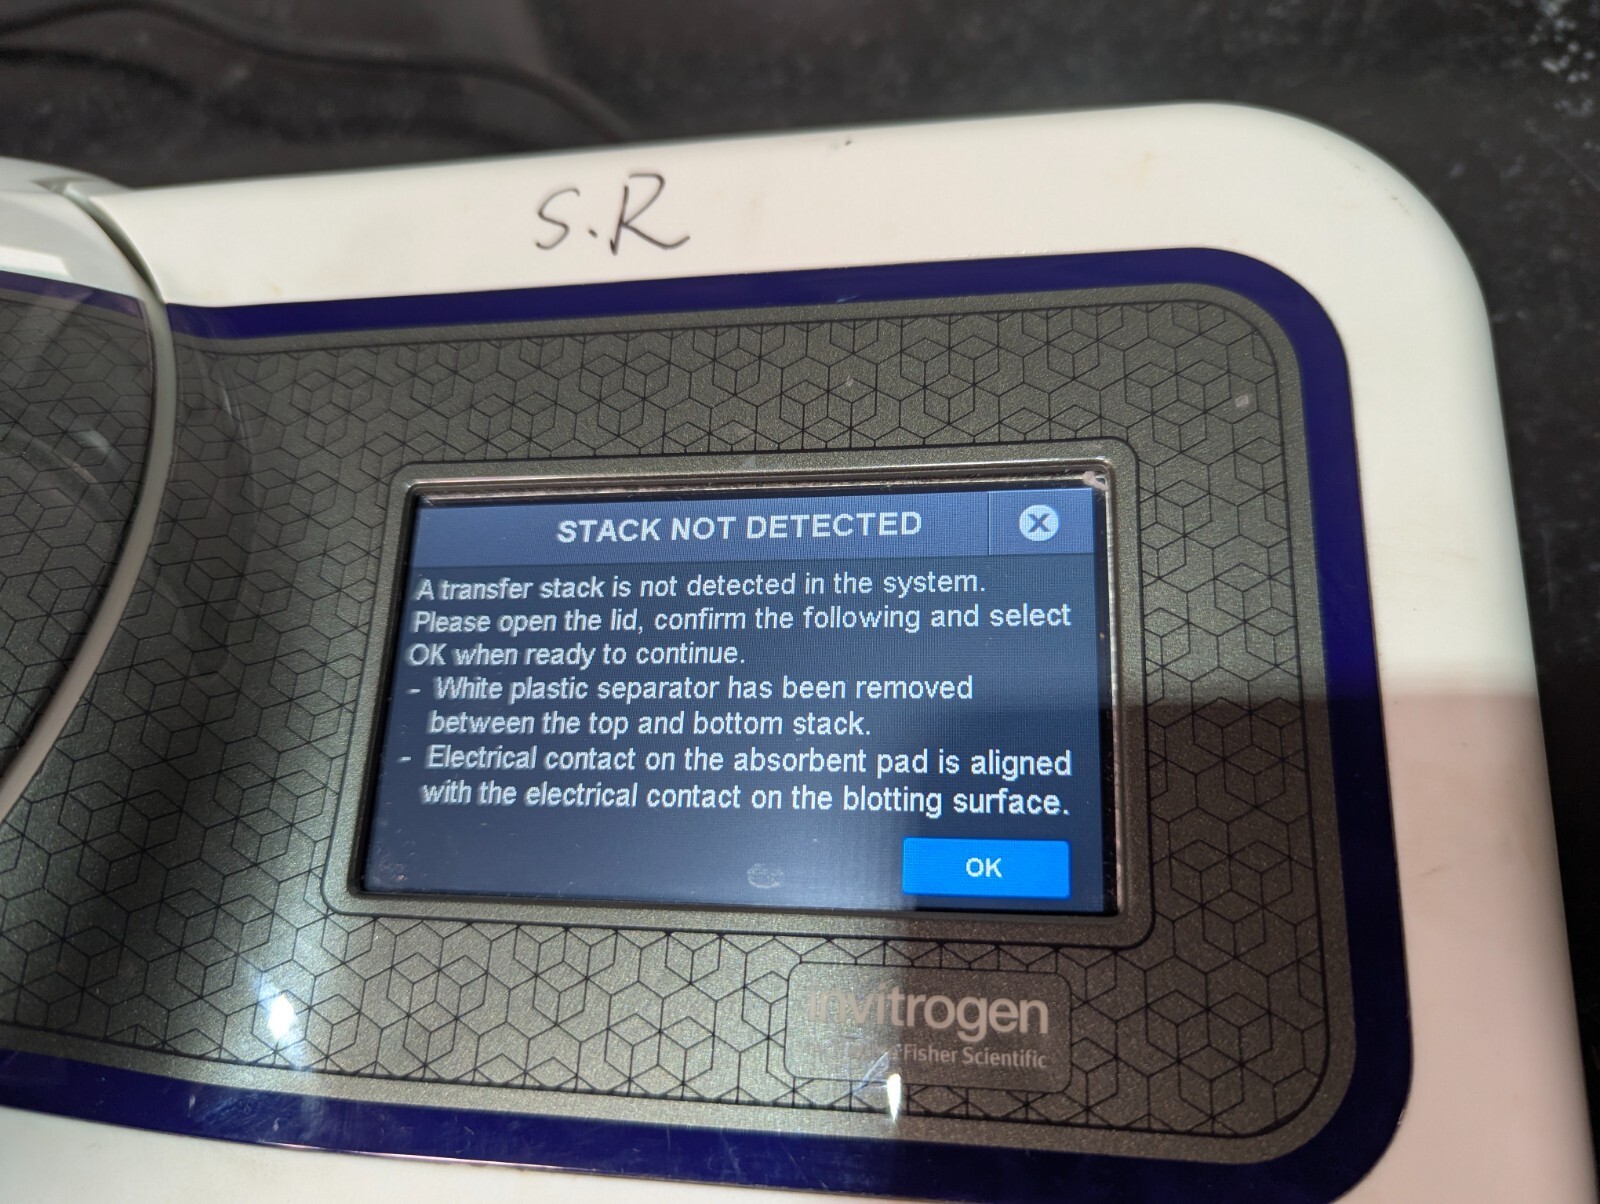 S.R
STACK NOT DETECTED
A transfer stack is not detected in the system.
Please open the lid, confirm the following and select
OK when ready to continue.
- White plastic separator has been removed
between the top and bottom stack.
- Electrical contact on the absorbent pad is aligned
with the electrical contact on the blotting surface.
OK
invitrogen
Fisher Scientific